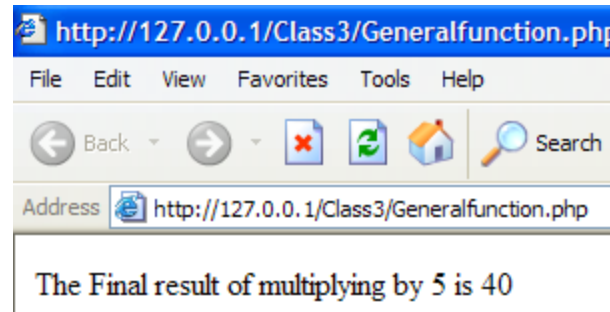 http://127.0.0.1/Class3/Generalfunction.php
File Edit View Favorites Tools Help
Back Search
Address http://127.0.0.1/Class3/Generalfunction.php
The Final result of multiplying by 5 is 40